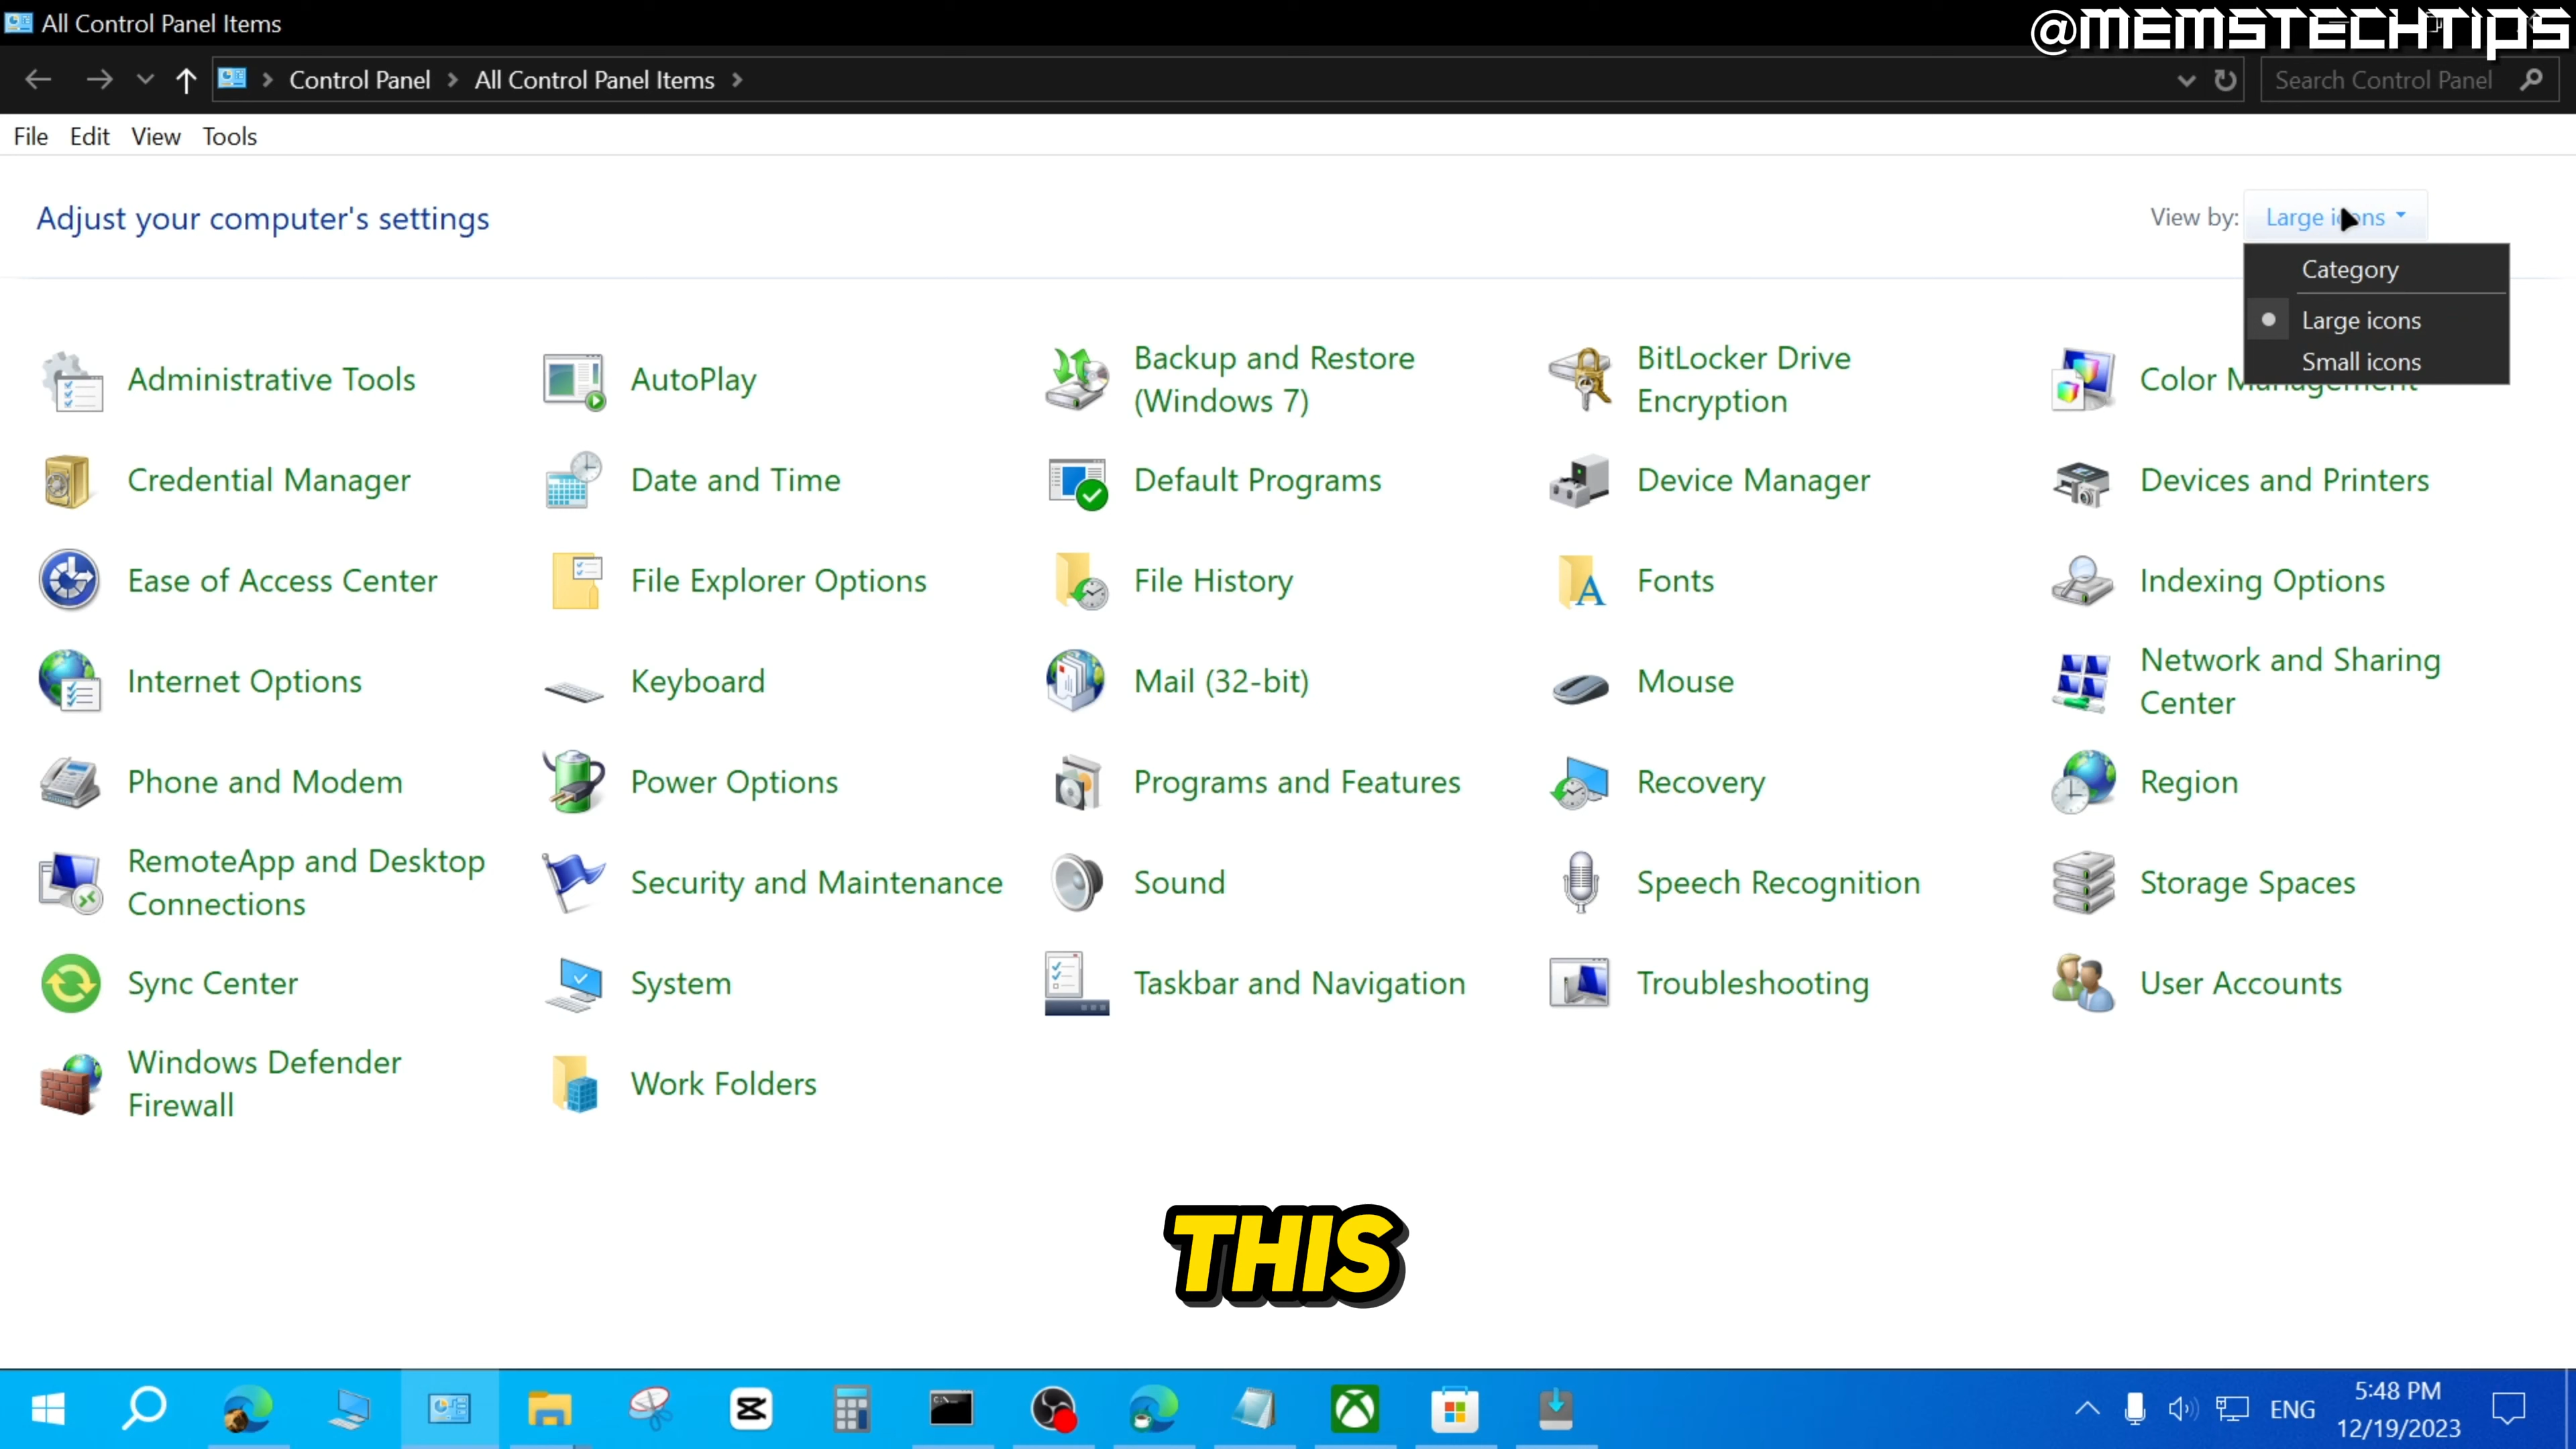 All Control Panel Items
@MEMSTECHTIPS
Control Panel > All Control Panel Items >
Search Control Panel
File Edit View Tools
Adjust your computer's settings
View by: Large icons
Category
Large icons
Small icons
Administrative Tools
AutoPlay
Backup and Restore
(Windows 7)
BitLocker Drive
Encryption
Color Management
Credential Manager
Date and Time
Default Programs
Device Manager
Devices and Printers
Ease of Access Center
File Explorer Options
File History
Fonts
Indexing Options
Internet Options
Keyboard
Mail (32-bit)
Mouse
Network and Sharing
Center
Phone and Modem
Power Options
Programs and Features
Recovery
Region
RemoteApp and Desktop
Connections
Security and Maintenance
Sound
Speech Recognition
Storage Spaces
Sync Center
System
Taskbar and Navigation
Troubleshooting
User Accounts
Windows Defender
Firewall
Work Folders
THIS
ENG
5:48 PM
12/19/2023